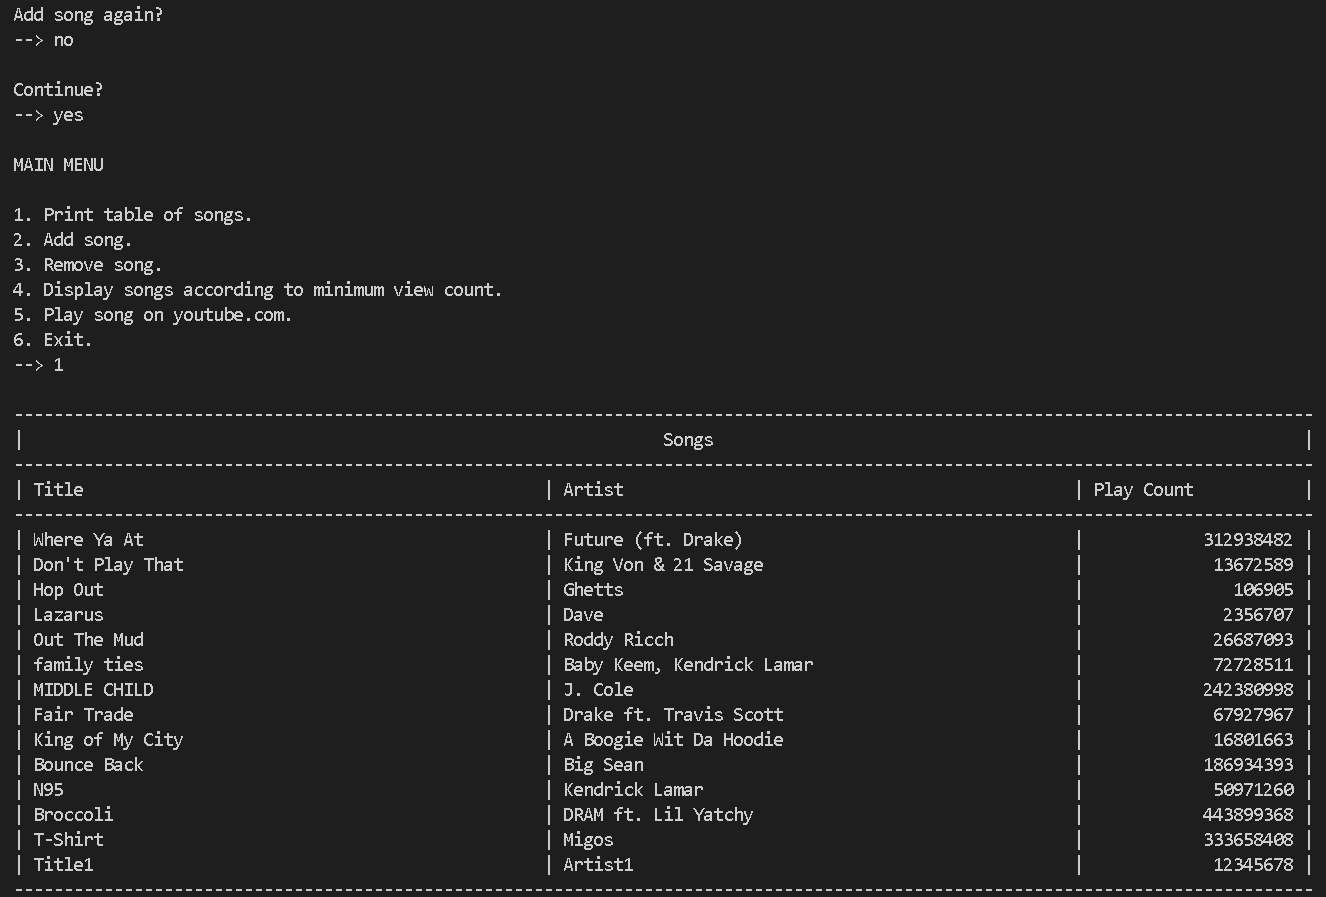 Add song again?
--> no
Continue?
--> yes
MAIN MENU
1. Print table of songs.
2. Add song.
3. Remove song.
4. Display songs according to minimum view count.
5. Play song on youtube.com.
6. Exit.
--> 1
----------------------------------------------------------------------------------------------------------------------------------
| Songs |
----------------------------------------------------------------------------------------------------------------------------------
| Title | Artist | Play Count |
----------------------------------------------------------------------------------------------------------------------------------
| Where Ya At | Future (ft. Drake) | 312938482 |
| Don't Play That | King Von & 21 Savage | 13672589 |
| Hop Out | Ghetts | 106905 |
| Lazarus | Dave | 2356707 |
| Out The Mud | Roddy Ricch | 26687093 |
| family ties | Baby Keem, Kendrick Lamar | 72728511 |
| MIDDLE CHILD | J. Cole | 242380998 |
| Fair Trade | Drake ft. Travis Scott | 67927967 |
| King of My City | A Boogie Wit Da Hoodie | 16801663 |
| Bounce Back | Big Sean | 186934393 |
| N95 | Kendrick Lamar | 50971260 |
| Broccoli | DRAM ft. Lil Yatchy | 443899368 |
| T-Shirt | Migos | 333658408 |
| Title1 | Artist1 | 12345678 |
----------------------------------------------------------------------------------------------------------------------------------